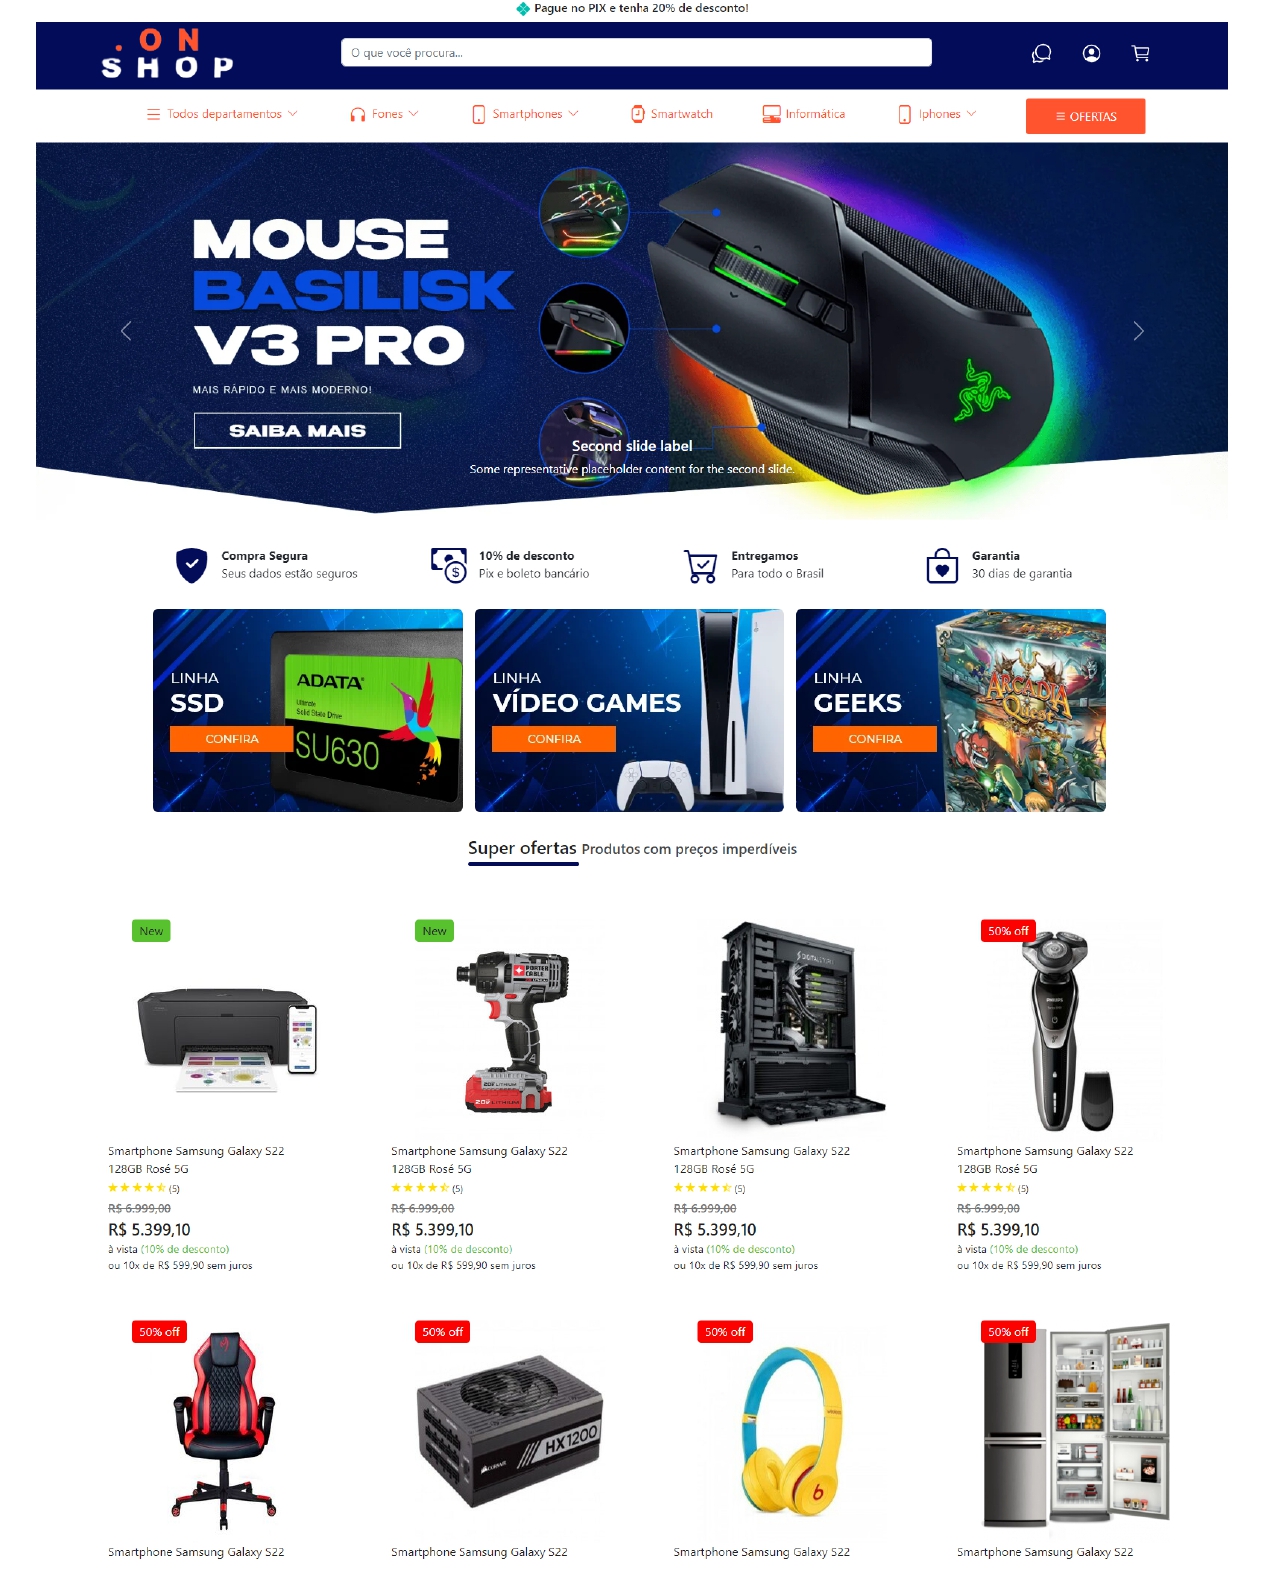 Pague no PIX e tenha 20% de desconto!
.ON
SHOP
O que você procura...
Todos departamentos
Fones
Smartphones
Smartwatch
Informática
Iphones
OFERTAS
MOUSE
BASILISK
V3 PRO
MAIS RÁPIDO E MAIS MODERNO!
SAIBA MAIS
Second slide label
Some representative placeholder content for the second slide.
Compra Segura
Seus dados estão seguros
10% de desconto
Pix e boleto bancário
Entregamos
Para todo o Brasil
Garantia
30 dias de garantia
LINHA
SSD
CONFIRA
ADATA
Ultimate
Solid State Drive
SU630
LINHA
VÍDEO GAMES
CONFIRA
LINHA
GEEKS
CONFIRA
ARCADIA
Quest
Super ofertas Produtos com preços imperdíveis
New
New
PORTER
CABLE
20V LITHIUM
20V LITHIUM
DIGITAL STORM
50% off
PHILIPS
Smartphone Samsung Galaxy S22
128GB Rosé 5G
(5)
R$ 6.999,00
R$ 5.399,10
à vista (10% de desconto)
ou 10x de R$ 599,90 sem juros
Smartphone Samsung Galaxy S22
128GB Rosé 5G
(5)
R$ 6.999,00
R$ 5.399,10
à vista (10% de desconto)
ou 10x de R$ 599,90 sem juros
Smartphone Samsung Galaxy S22
128GB Rosé 5G
(5)
R$ 6.999,00
R$ 5.399,10
à vista (10% de desconto)
ou 10x de R$ 599,90 sem juros
Smartphone Samsung Galaxy S22
128GB Rosé 5G
(5)
R$ 6.999,00
R$ 5.399,10
à vista (10% de desconto)
ou 10x de R$ 599,90 sem juros
50% off
50% off
HX1200
CORSAIR
50% off
50% off
Smartphone Samsung Galaxy S22
Smartphone Samsung Galaxy S22
Smartphone Samsung Galaxy S22
Smartphone Samsung Galaxy S22